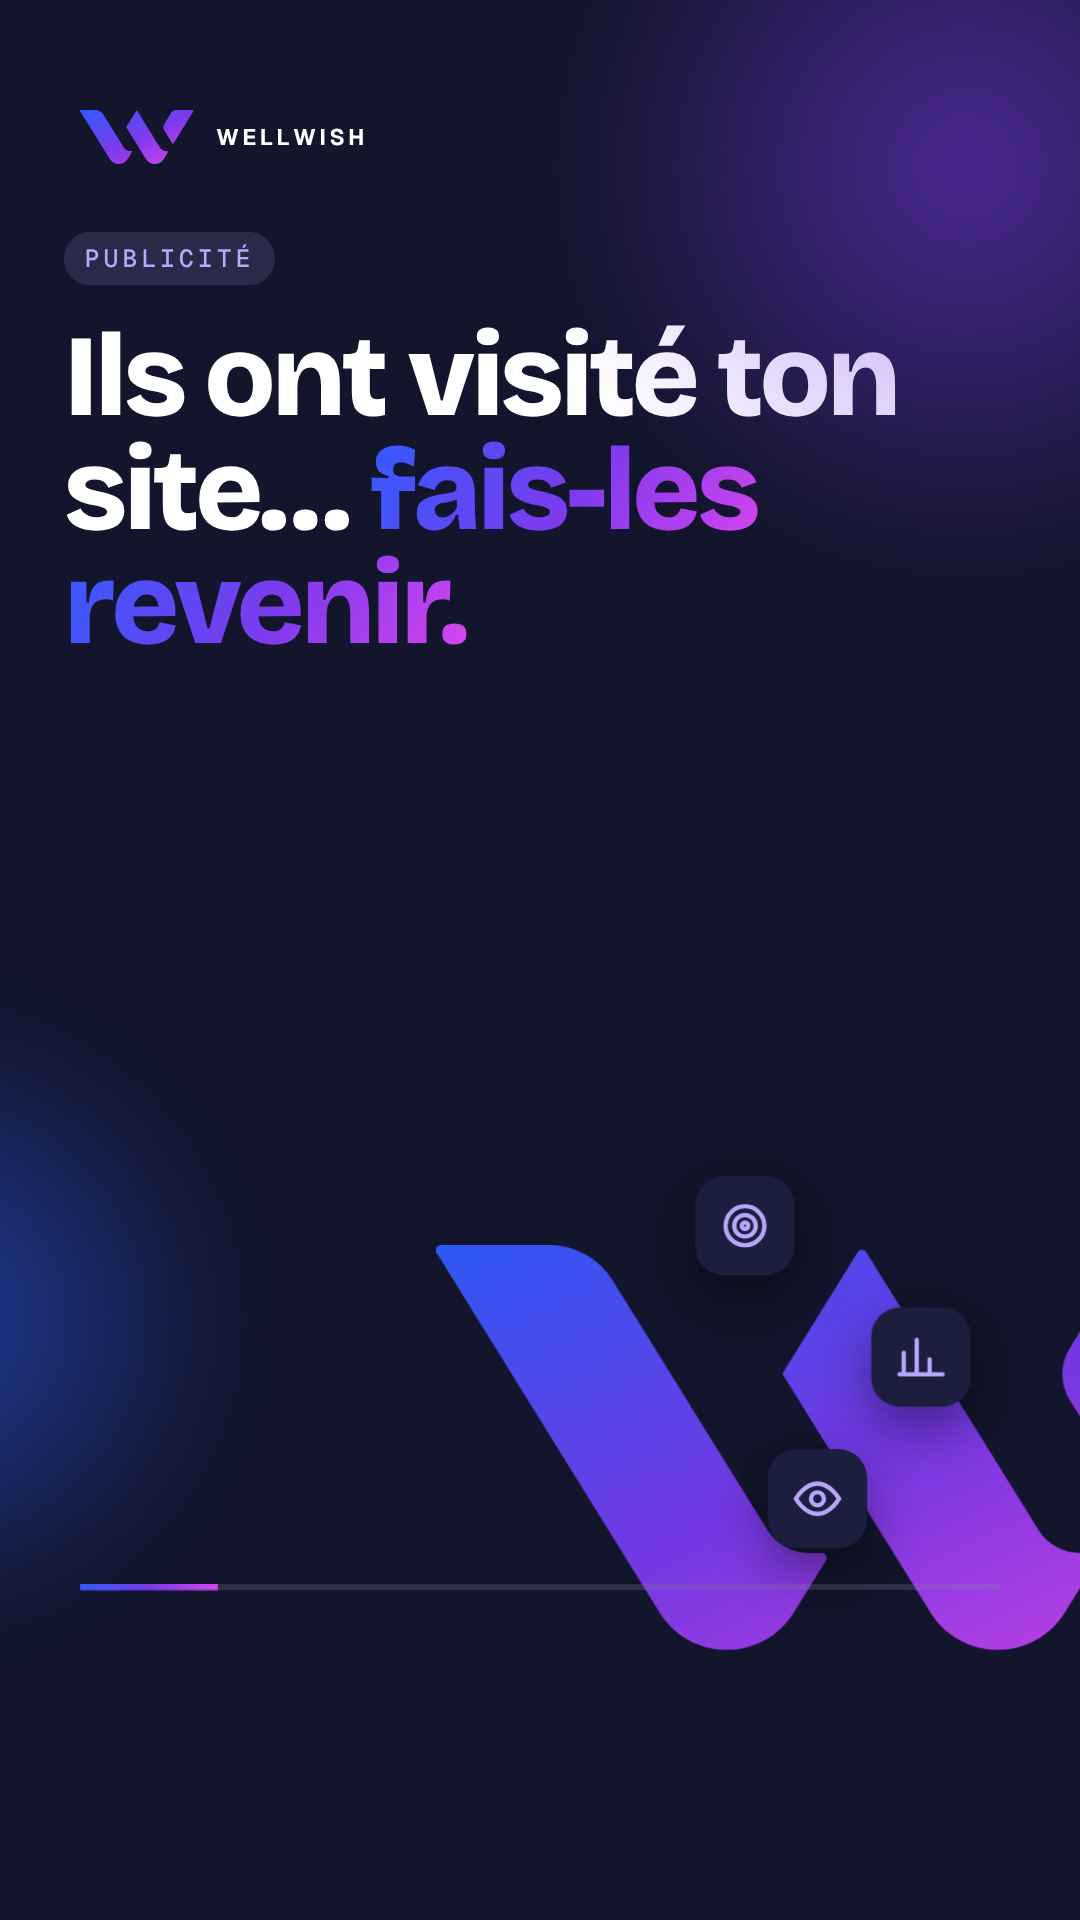 WELLWISH
PUBLICITÉ
Ils ont visité ton
site... fais-les
revenir.